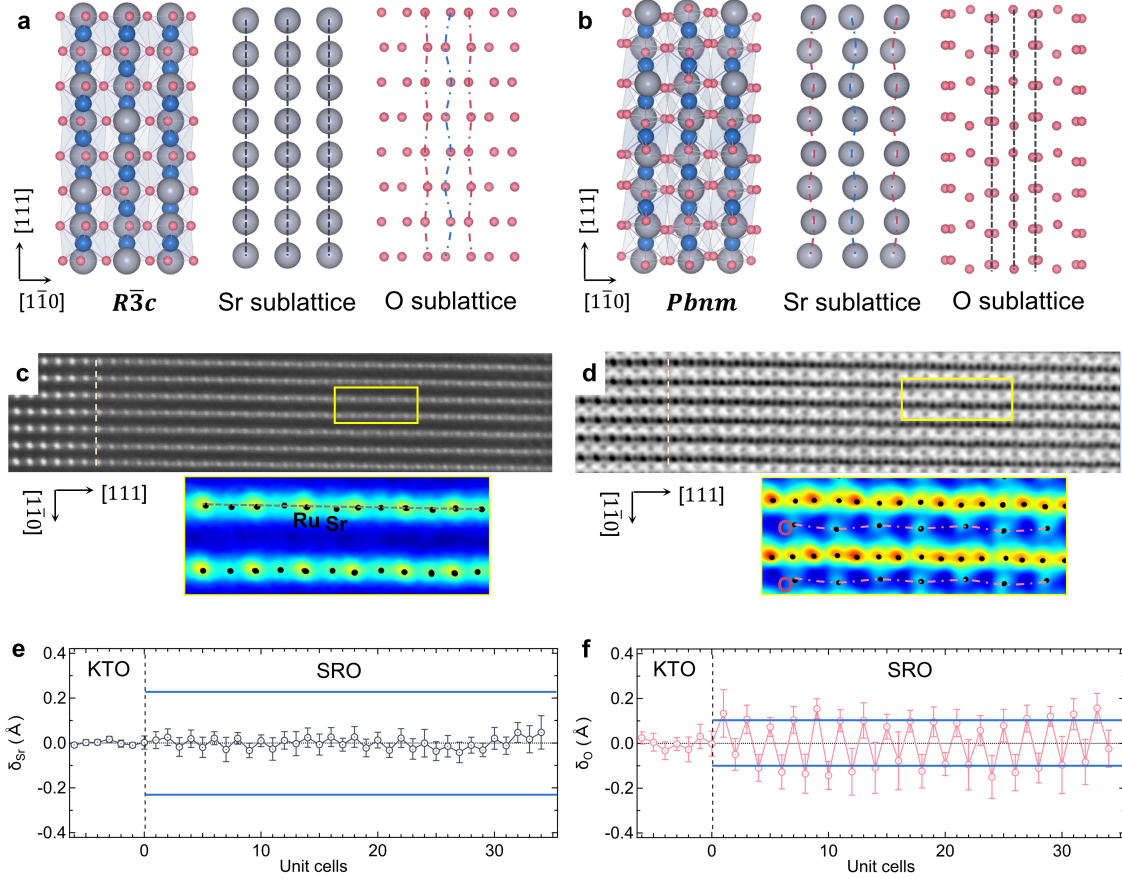 a
[111]
[11̅0]
R3̅c
Sr sublattice
O sublattice
b
[111]
[11̅0]
Pbnm
Sr sublattice
O sublattice
c
[111]
[11̅0]
Ru Sr
d
[111]
[11̅0]
O
O
e
KTO
SRO
δSr (Å)
0.4
0.2
0.0
-0.2
-0.4
0
10
20
30
Unit cells
f
KTO
SRO
δO (Å)
0.4
0.2
0.0
-0.2
-0.4
0
10
20
30
Unit cells